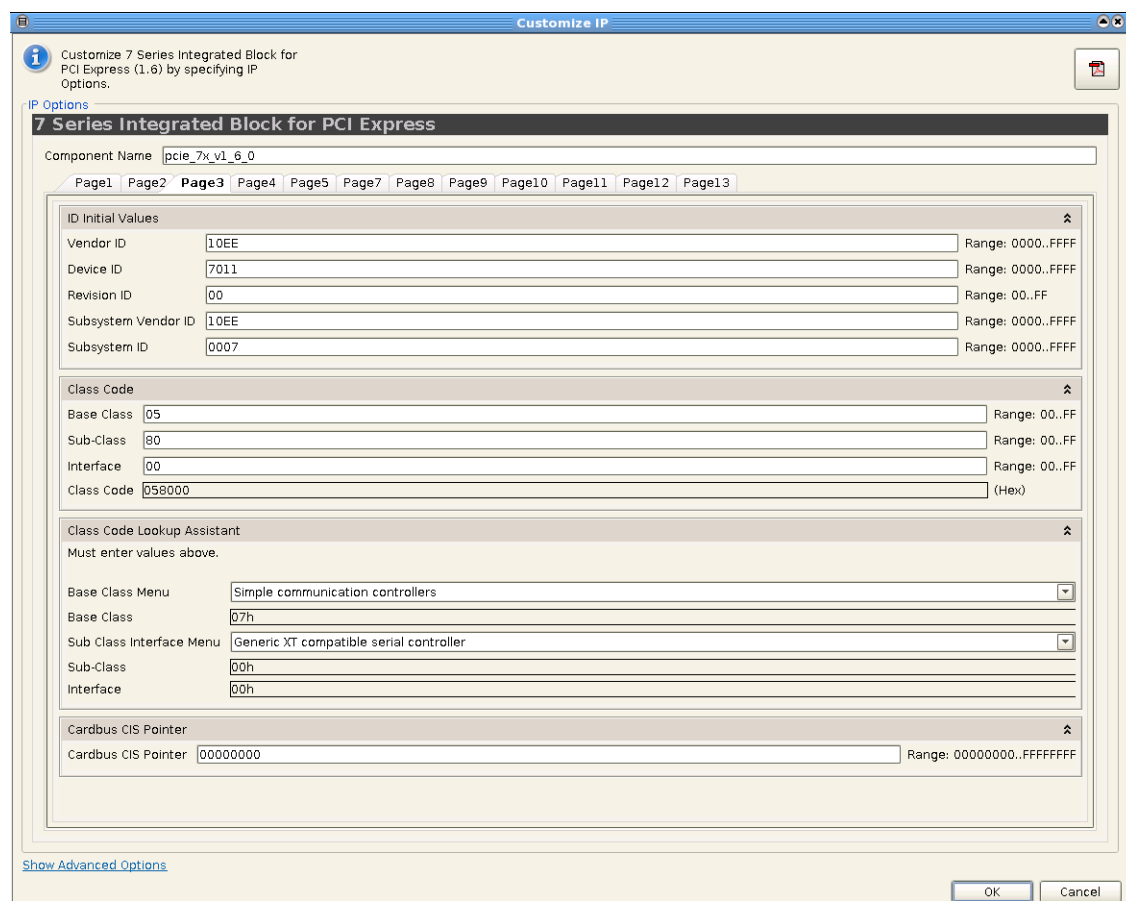 Customize IP
Customize 7 Series Integrated Block for
PCI Express (1.6) by specifying IP
Options.
IP Options
7 Series Integrated Block for PCI Express
Component Name pcie_7x_v1_6_0
Page1 Page2 Page3 Page4 Page5 Page7 Page8 Page9 Page10 Page11 Page12 Page13
ID Initial Values
Vendor ID 10EE Range: 0000..FFFF
Device ID 7011 Range: 0000..FFFF
Revision ID 00 Range: 00..FF
Subsystem Vendor ID 10EE Range: 0000..FFFF
Subsystem ID 0007 Range: 0000..FFFF
Class Code
Base Class 05 Range: 00..FF
Sub-Class 80 Range: 00..FF
Interface 00 Range: 00..FF
Class Code 058000 (Hex)
Class Code Lookup Assistant
Must enter values above.
Base Class Menu Simple communication controllers
Base Class 07h
Sub Class Interface Menu Generic XT compatible serial controller
Sub-Class 00h
Interface 00h
Cardbus CIS Pointer
Cardbus CIS Pointer 00000000 Range: 00000000..FFFFFFFF
Show Advanced Options
OK Cancel